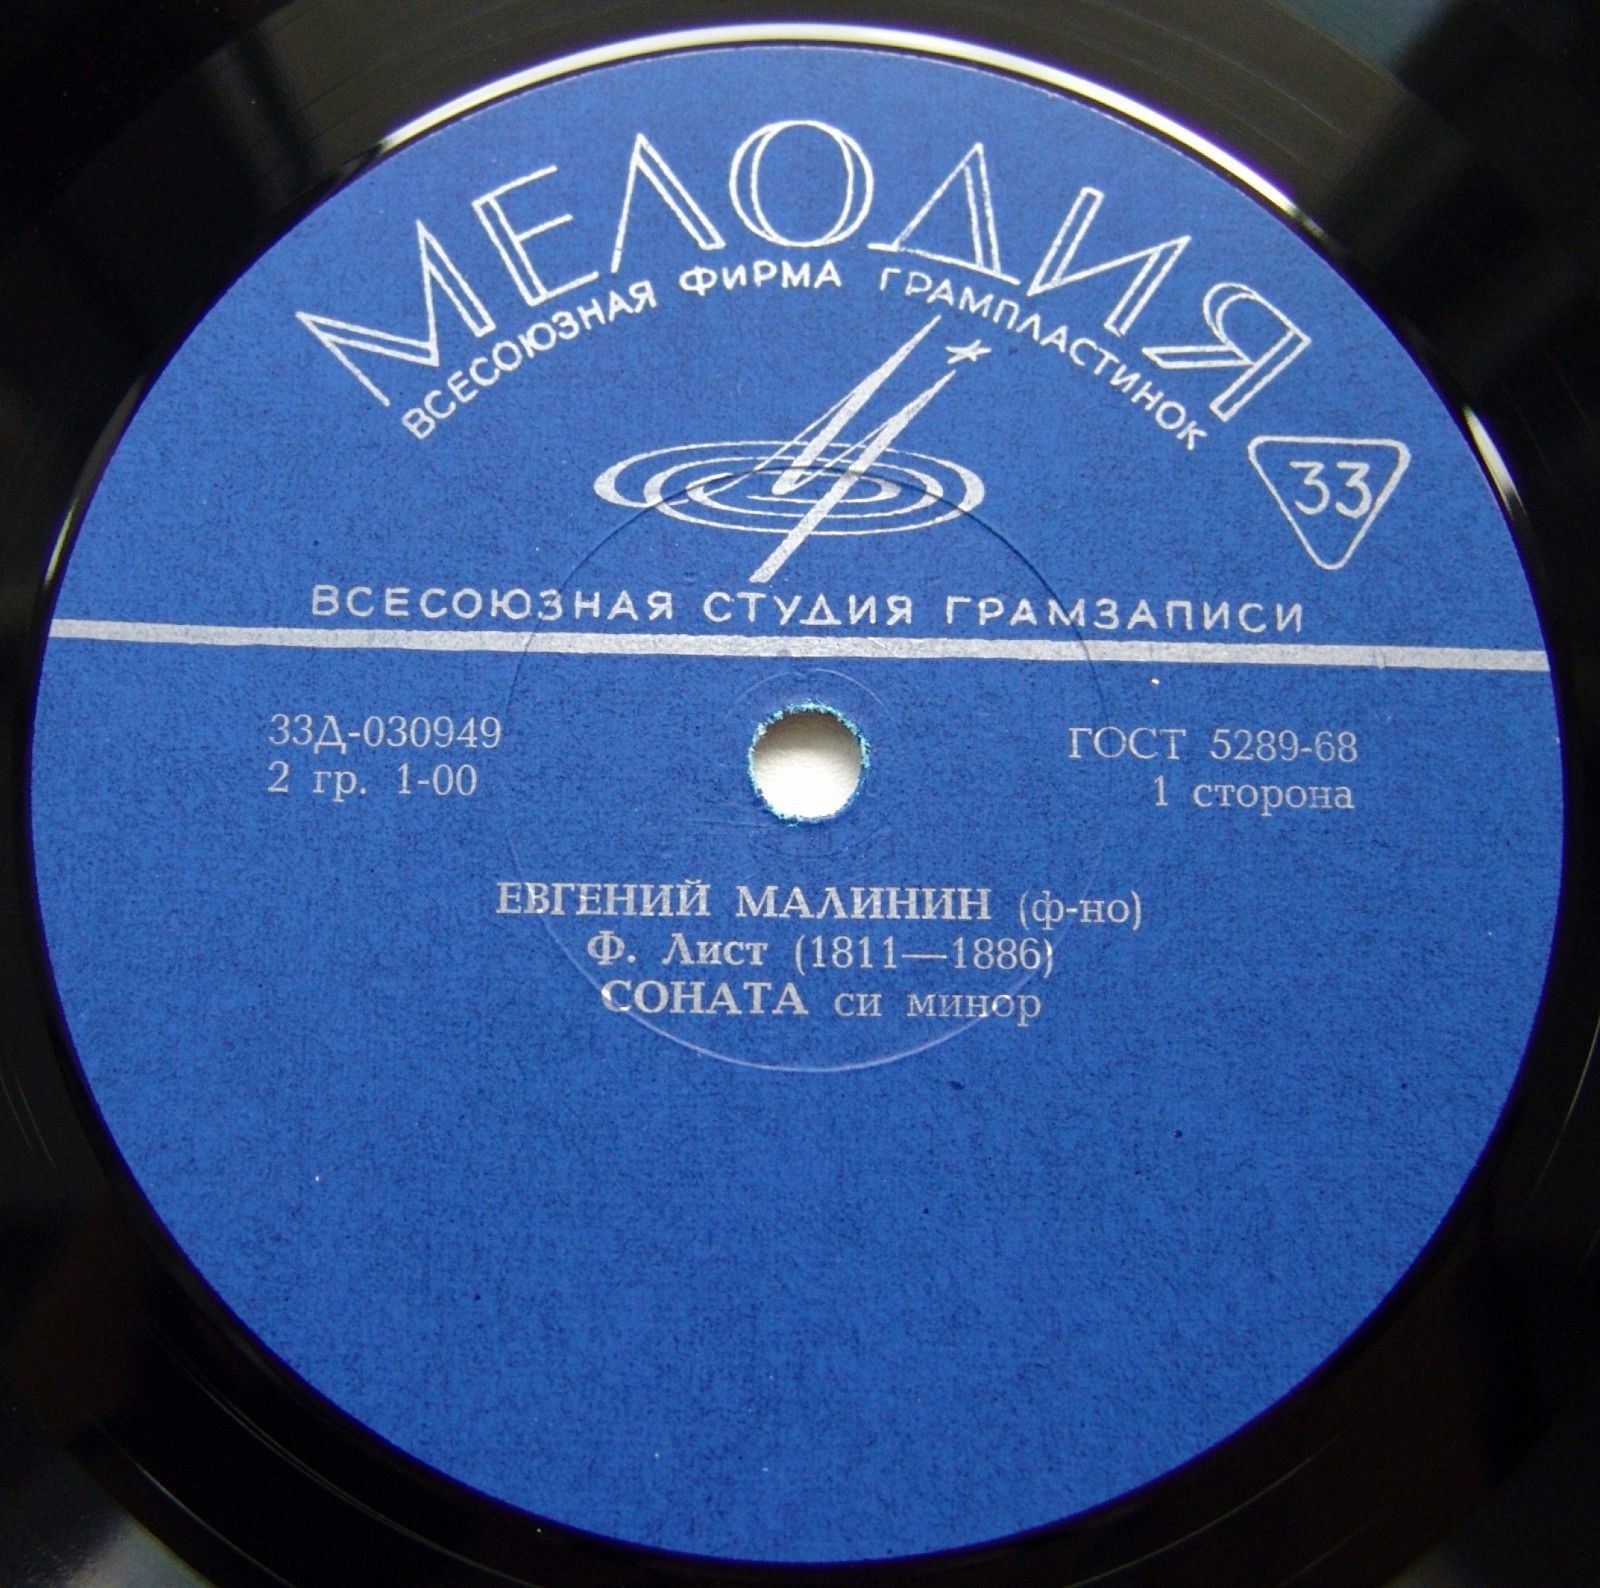 МЕЛОДИЯ
ВСЕСОЮЗНАЯ ФИРМА ГРАМПЛАСТИНОК
33
ВСЕСОЮЗНАЯ СТУДИЯ ГРАМЗАПИСИ
33Д-030949
2 гр. 1-00
ГОСТ 5289-68
1 сторона
ЕВГЕНИЙ МАЛИНИН (ф-но)
Ф. Лист (1811—1886)
СОНАТА си минор